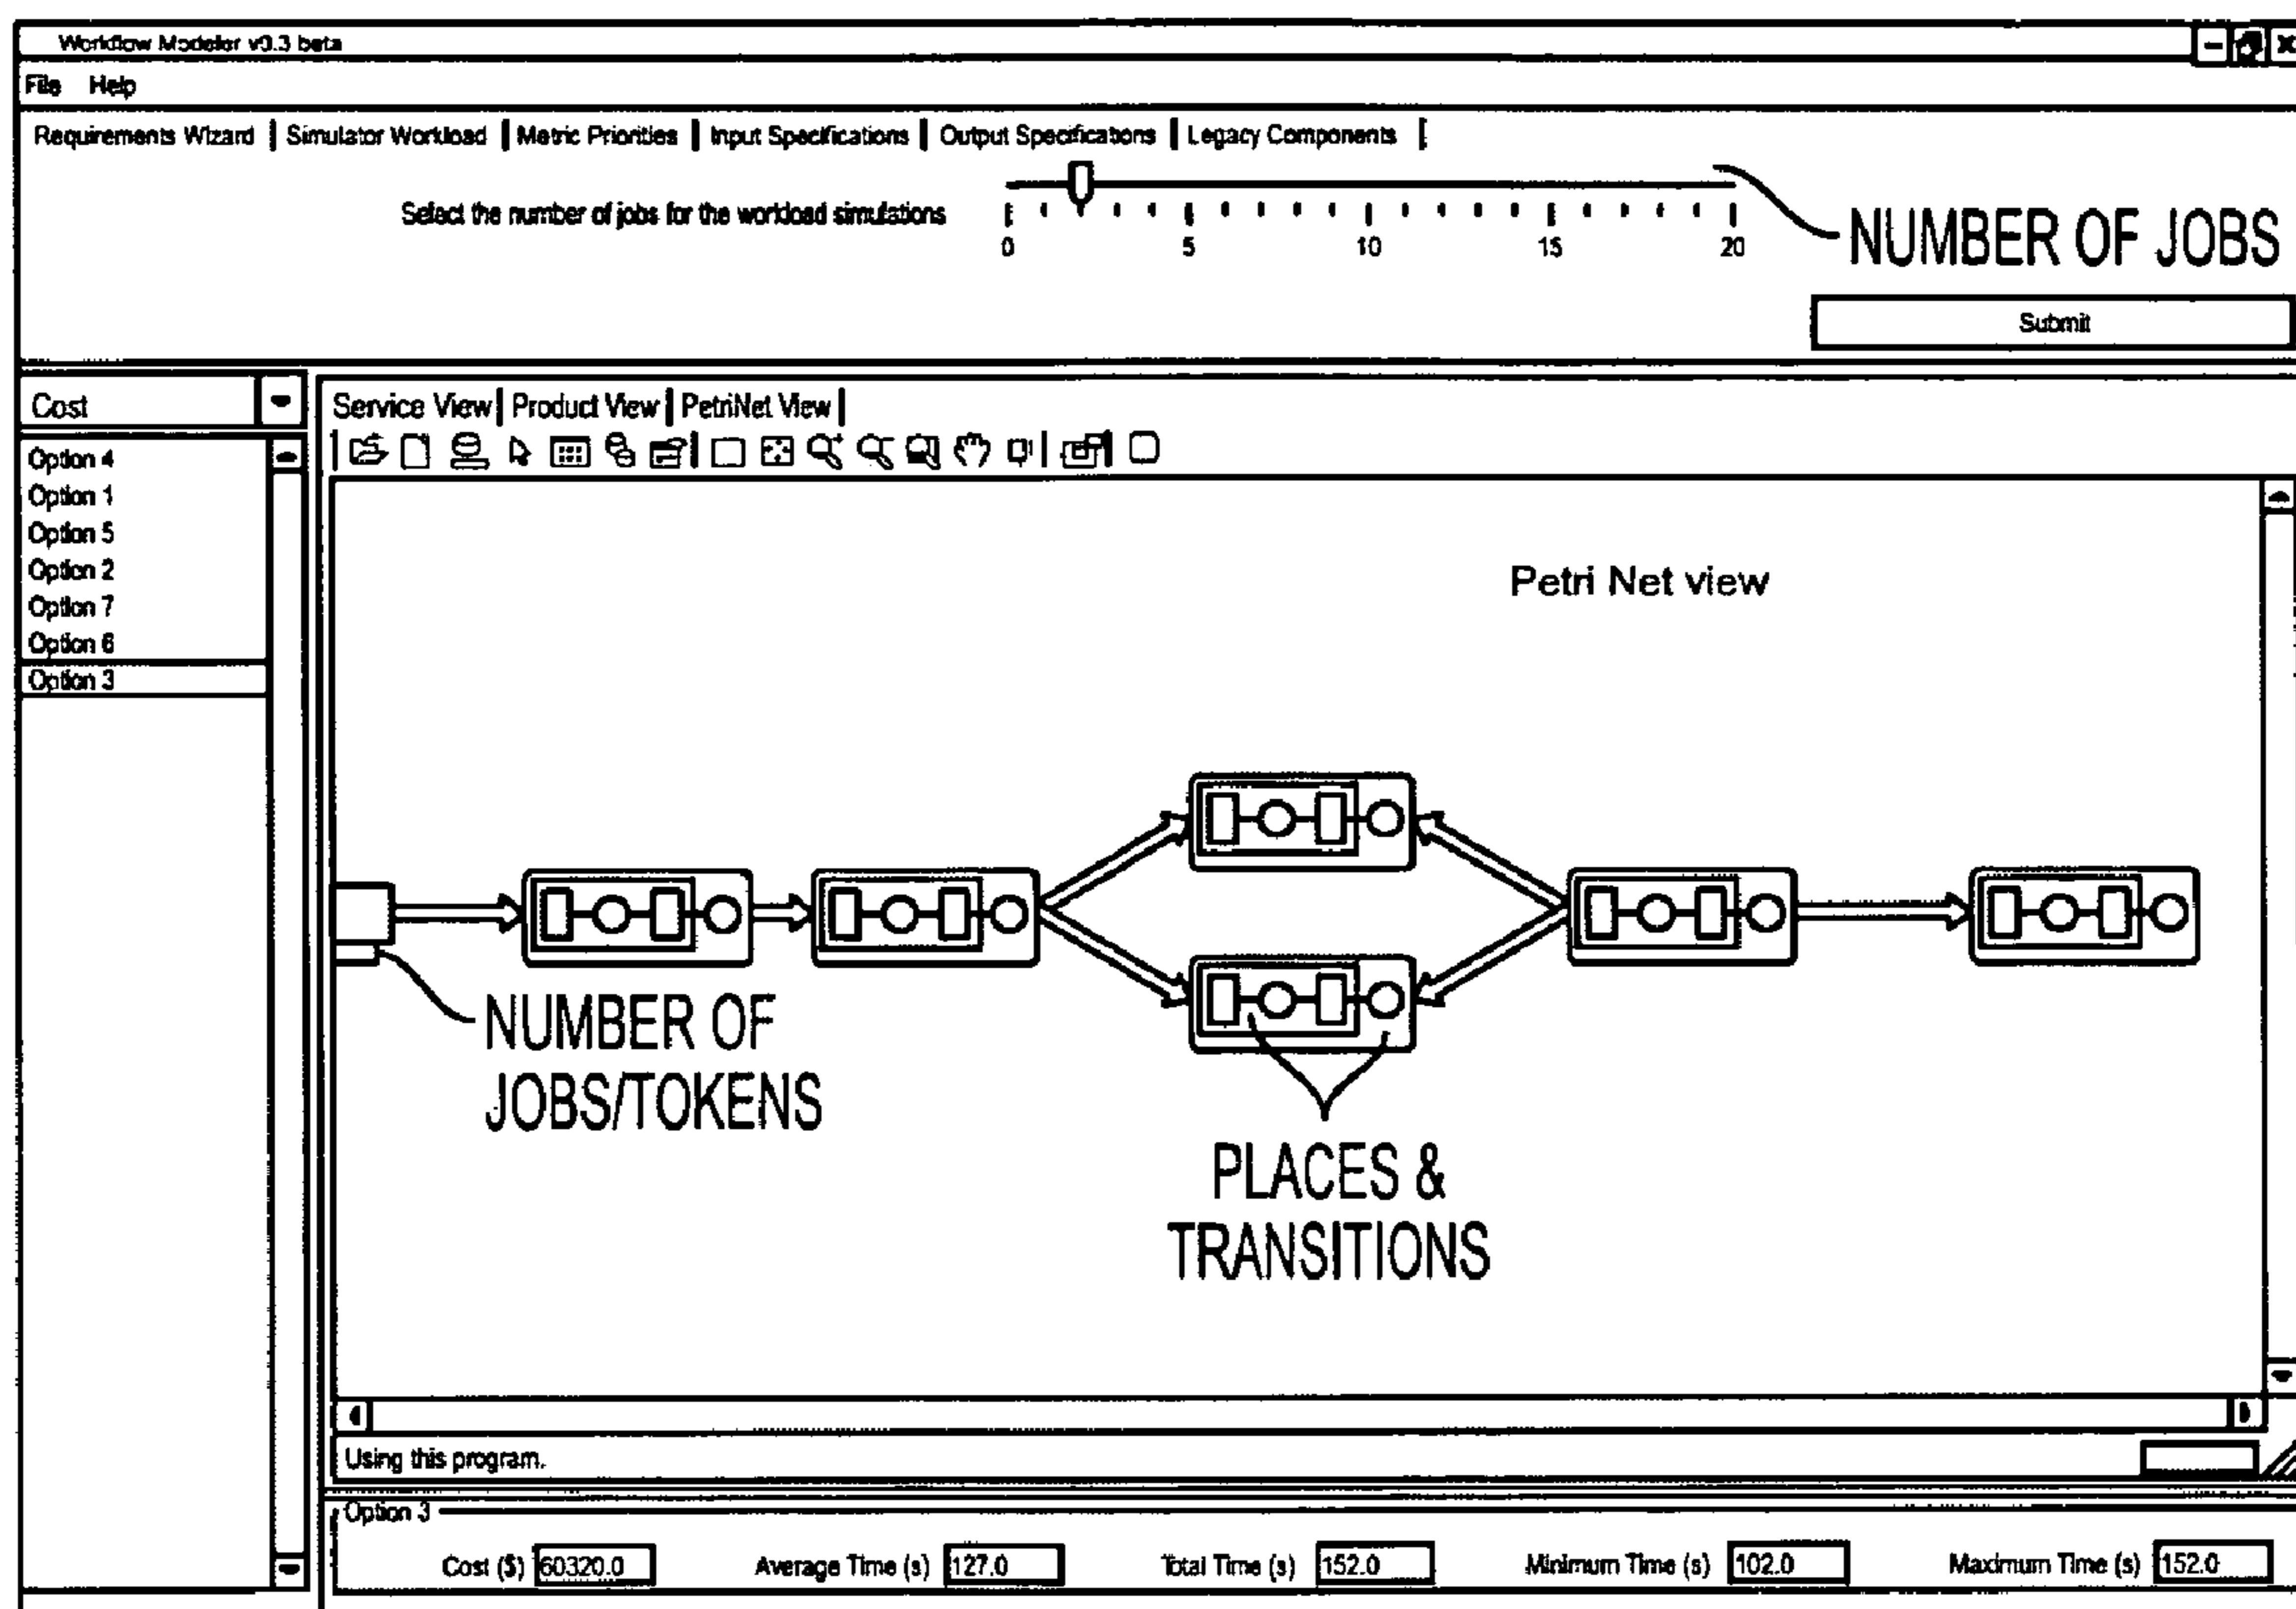 Workflow Modeler v0.3 beta
File Help
Requirements Wizard | Simulator Workload | Metric Priorities | Input Specifications | Output Specifications | Legacy Components |
Select the number of jobs for the workload simulations
0 5 10 15 20
NUMBER OF JOBS
Submit
Cost
Service View | Product View | PetriNet View |
Option 4
Option 1
Option 5
Option 2
Option 7
Option 6
Option 3
Petri Net view
NUMBER OF
JOBS/TOKENS
PLACES &
TRANSITIONS
Using this program.
Option 3
Cost ($) 60320.0 Average Time (s) 127.0 Total Time (s) 152.0 Minimum Time (s) 102.0 Maximum Time (s) 152.0